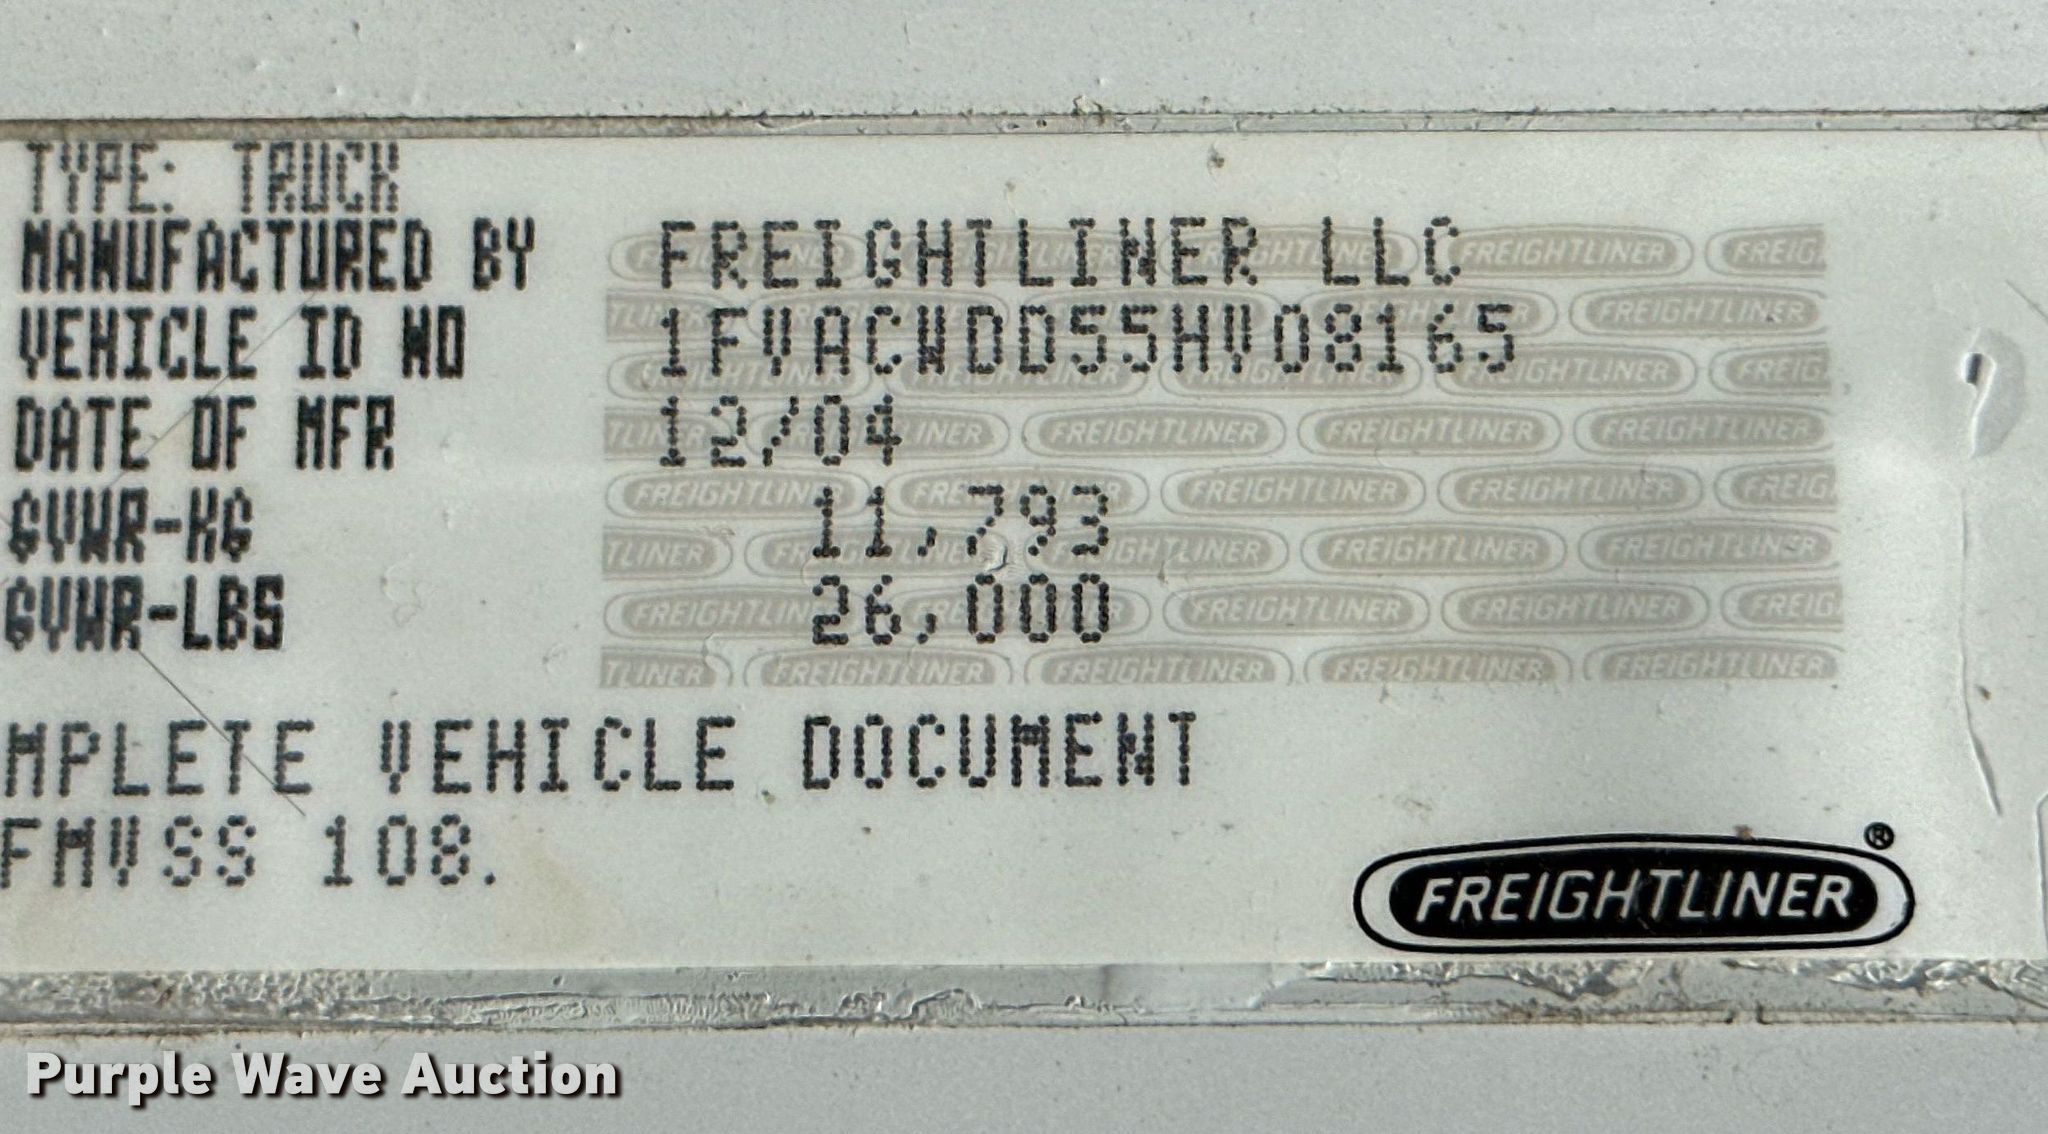 TYPE: TRUCK
MANUFACTURED BY FREIGHTLINER LLC
VEHICLE ID NO 1FVACWDD55HV08165
DATE OF MFR 12/04
GVWR-KG 11,793
GVWR-LBS 26,000
MPLETE VEHICLE DOCUMENT
FMVSS 108.
FREIGHTLINER®
Purple Wave Auction